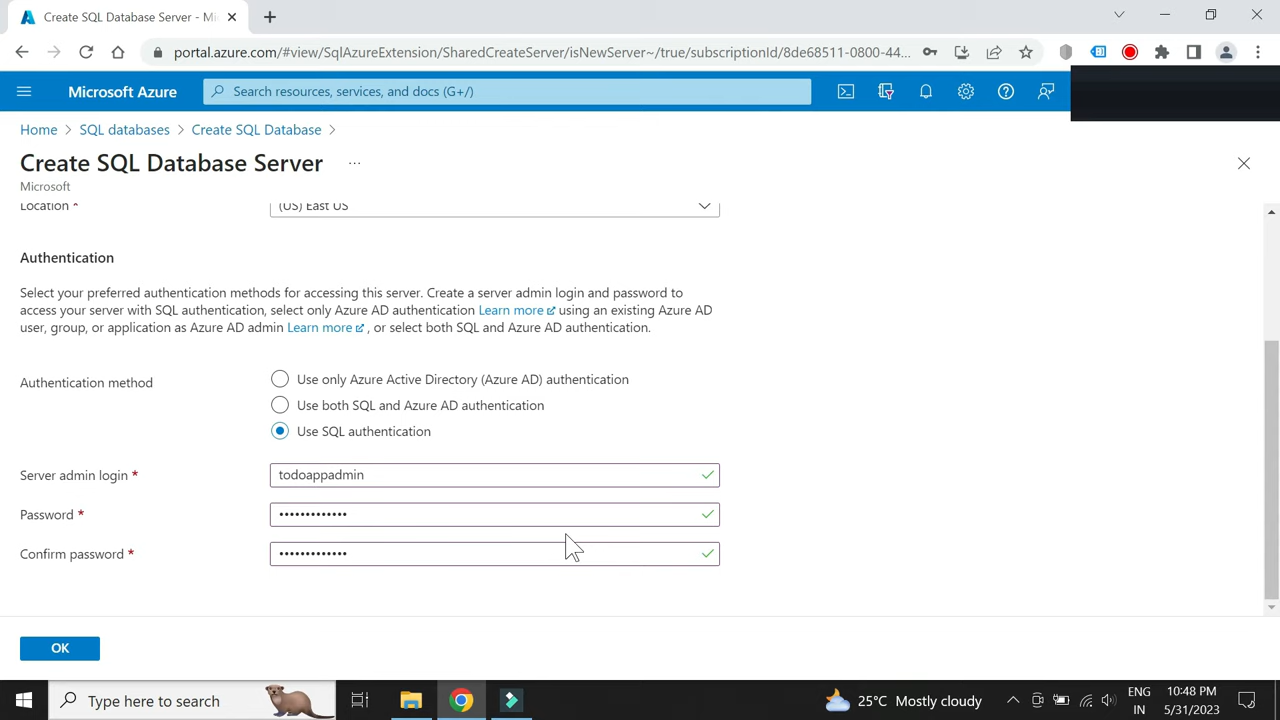 Create SQL Database Server - Mi
portal.azure.com/#view/SqlAzureExtension/SharedCreateServer/isNewServer~/true/subscriptionId/8de68511-0800-44...
Microsoft Azure
Search resources, services, and docs (G+/)
Home > SQL databases > Create SQL Database >
Create SQL Database Server ...
Microsoft
Location *
(US) East US
Authentication
Select your preferred authentication methods for accessing this server. Create a server admin login and password to
access your server with SQL authentication, select only Azure AD authentication Learn more using an existing Azure AD
user, group, or application as Azure AD admin Learn more , or select both SQL and Azure AD authentication.
Authentication method
Use only Azure Active Directory (Azure AD) authentication
Use both SQL and Azure AD authentication
Use SQL authentication
Server admin login *
todoappadmin
Password *
•••••••••••••
Confirm password *
•••••••••••••
OK
Type here to search
25°C Mostly cloudy
ENG
IN
10:48 PM
5/31/2023